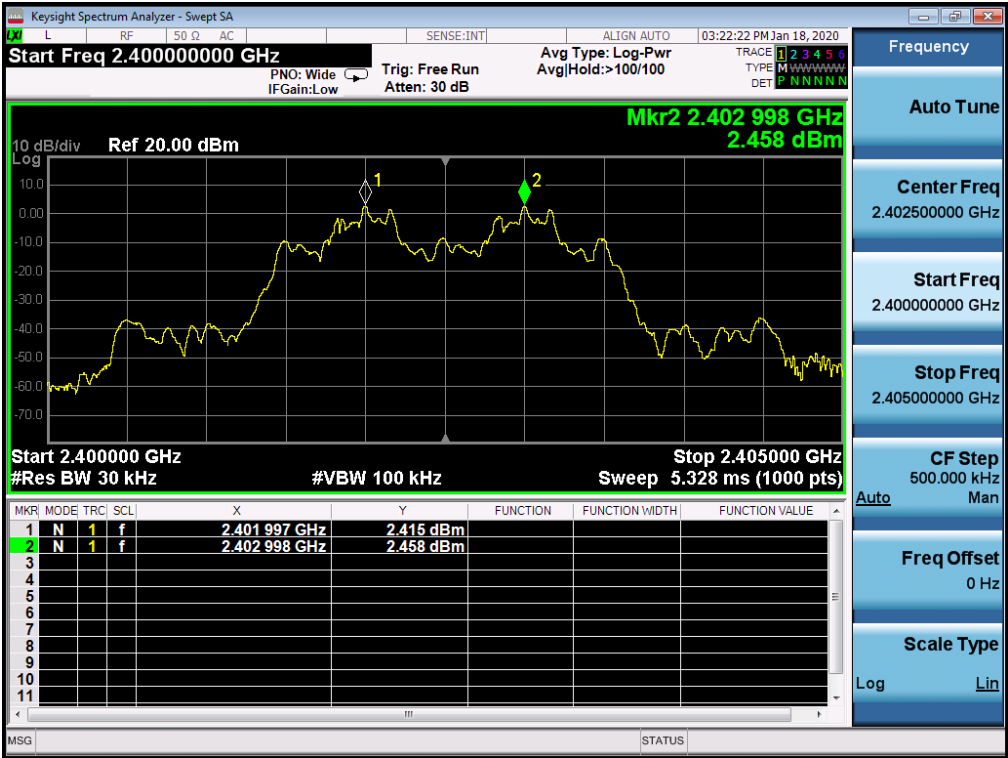 Keysight Spectrum Analyzer - Swept SA
LXI L RF 50 Ω AC SENSE:INT ALIGN AUTO 03:22:22 PM Jan 18, 2020
Start Freq 2.400000000 GHz
PNO: Wide
IFGain:Low
Trig: Free Run
Atten: 30 dB
Avg Type: Log-Pwr
Avg|Hold:>100/100
TRACE 1 2 3 4 5 6
TYPE M WWWWW
DET P N N N N N
Mkr2 2.402 998 GHz
2.458 dBm
10 dB/div Ref 20.00 dBm
Log
10.0
0.00
-10.0
-20.0
-30.0
-40.0
-50.0
-60.0
-70.0
1
2
Start 2.400000 GHz Stop 2.405000 GHz
#Res BW 30 kHz #VBW 100 kHz Sweep 5.328 ms (1000 pts)
MKR MODE TRC SCL X Y FUNCTION FUNCTION WIDTH FUNCTION VALUE
1 N 1 f 2.401 997 GHz 2.415 dBm
2 N 1 f 2.402 998 GHz 2.458 dBm
3
4
5
6
7
8
9
10
11
MSG STATUS
Frequency
Auto Tune
Center Freq
2.402500000 GHz
Start Freq
2.400000000 GHz
Stop Freq
2.405000000 GHz
CF Step
500.000 kHz
Auto Man
Freq Offset
0 Hz
Scale Type
Log Lin